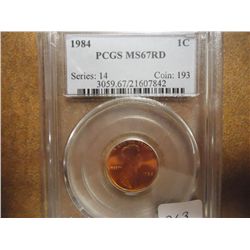 1984 1C
PCGS MS67RD
Series: 14 Coin: 193
3059.67/21607842